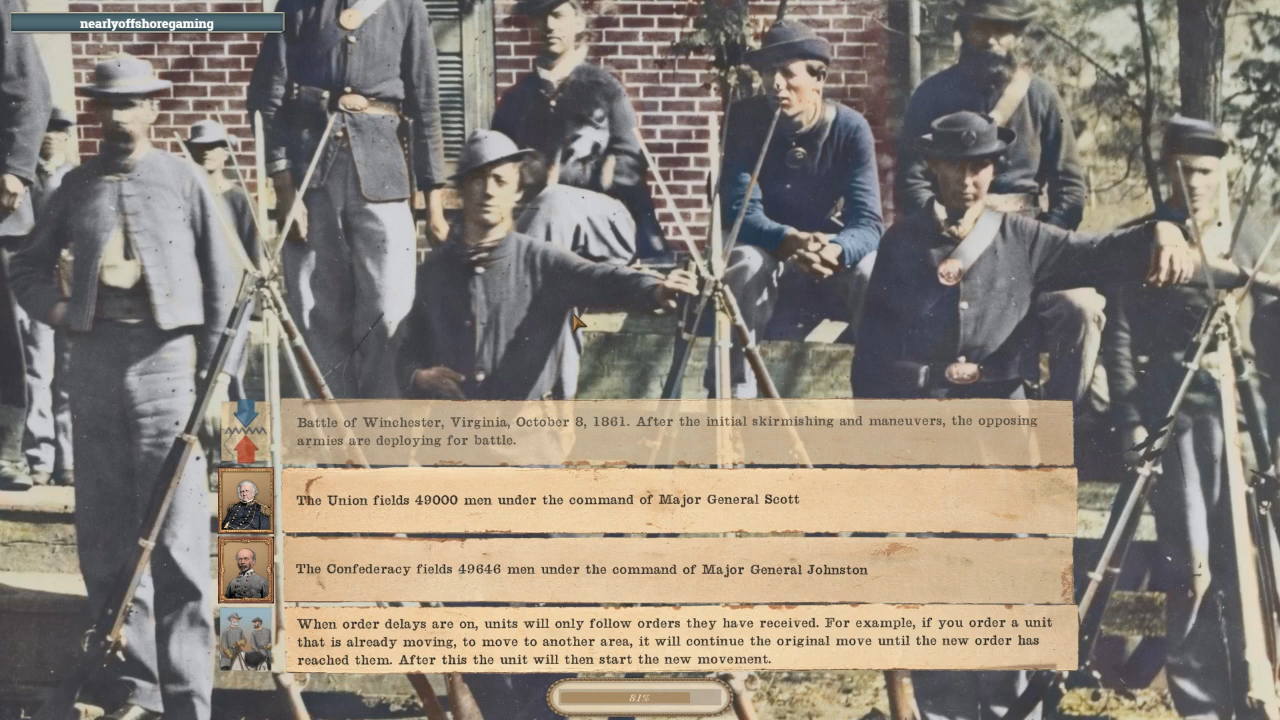 nearlyoffshoregaming
Battle of Winchester, Virginia, October 8, 1861. After the initial skirmishing and maneuvers, the opposing
armies are deploying for battle.
The Union fields 49000 men under the command of Major General Scott
The Confederacy fields 49646 men under the command of Major General Johnston
When order delays are on, units will only follow orders they have received. For example, if you order a unit
that is already moving, to move to another area, it will continue the original move until the new order has
reached them. After this the unit will then start the new movement.
81%